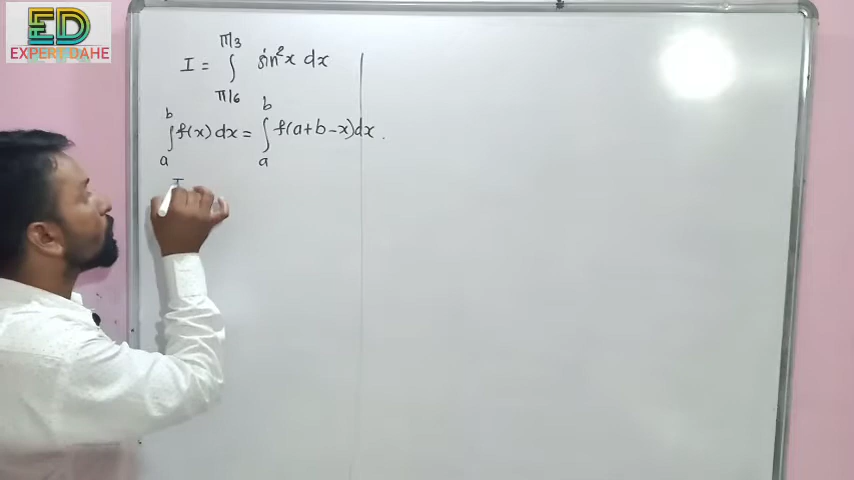 ED
EXPERT DAHE
I = ∫_{π/6}^{π/3} sin²x dx
∫_a^b f(x) dx = ∫_a^b f(a+b-x)dx.
I